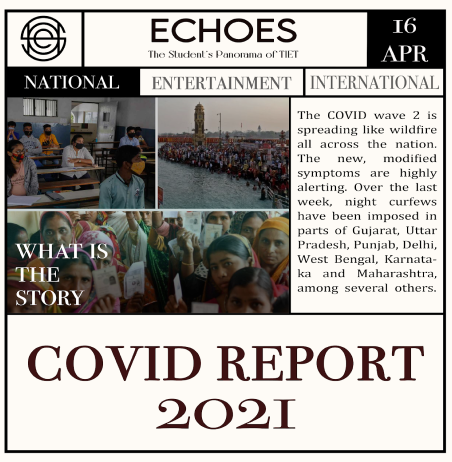 ECHOES
The Student's Panorama of TIET
16
APR
NATIONAL
ENTERTAINMENT
INTERNATIONAL
The COVID wave 2 is
spreading like wildfire
all across the nation.
The new, modified
symptoms are highly
alerting. Over the last
week, night curfews
have been imposed in
parts of Gujarat, Uttar
Pradesh, Punjab, Delhi,
West Bengal, Karnata-
ka and Maharashtra,
among several others.
WHAT IS
THE
STORY
COVID REPORT
2021